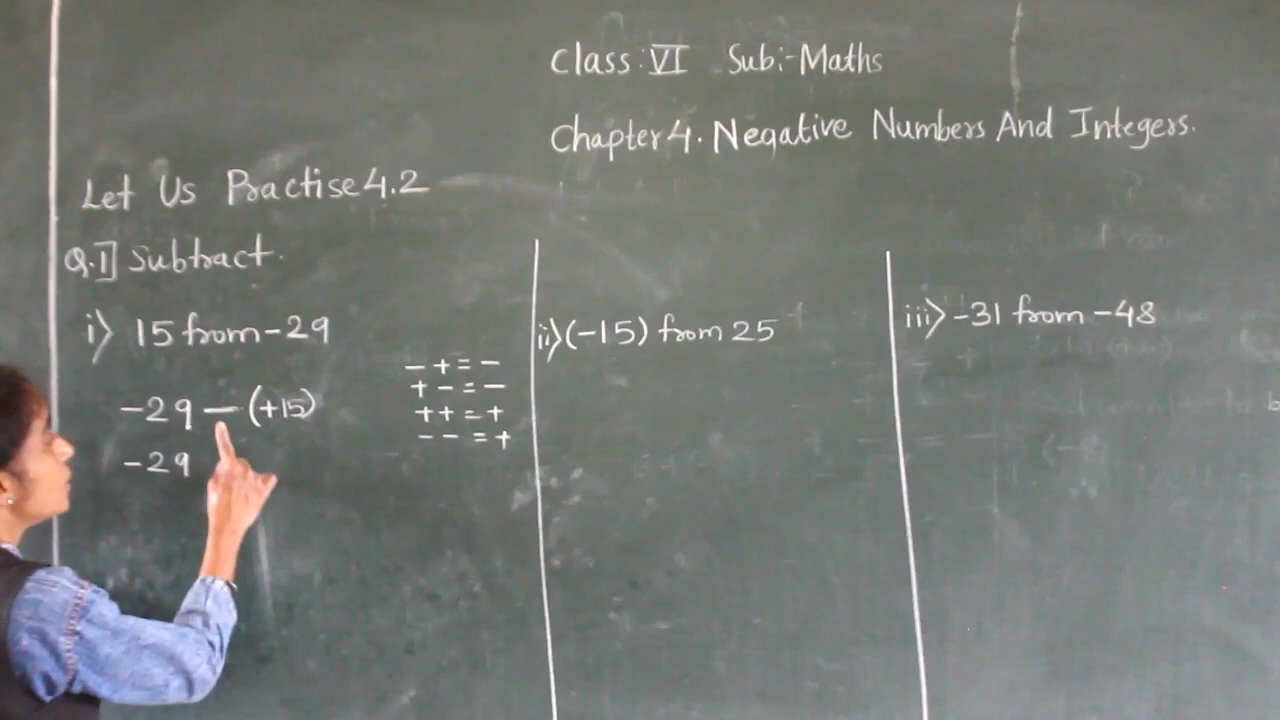 Class:VI Sub:-Maths
Chapter 4. Negative Numbers And Integers.
Let Us Practise 4.2
Q.1] Subtract.
i) 15 from -29
-29 - (+15)
-29
- + = -
+ - = -
+ + = +
- - = +
ii) (-15) from 25
iii) -31 from -48